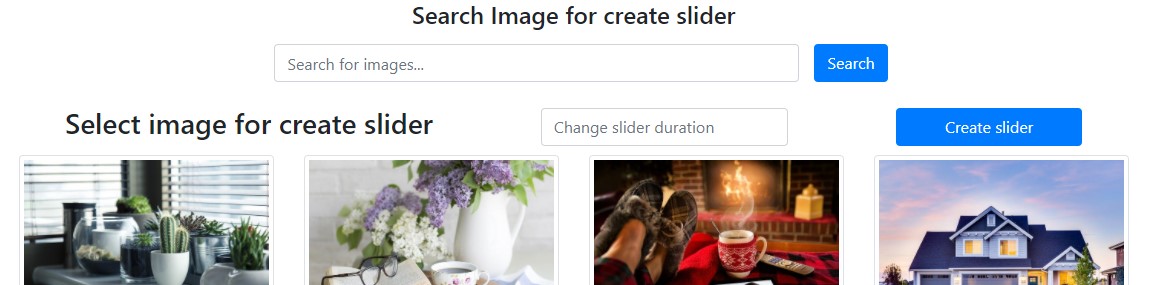 Search Image for create slider
Search for images...
Search
Select image for create slider
Change slider duration
Create slider